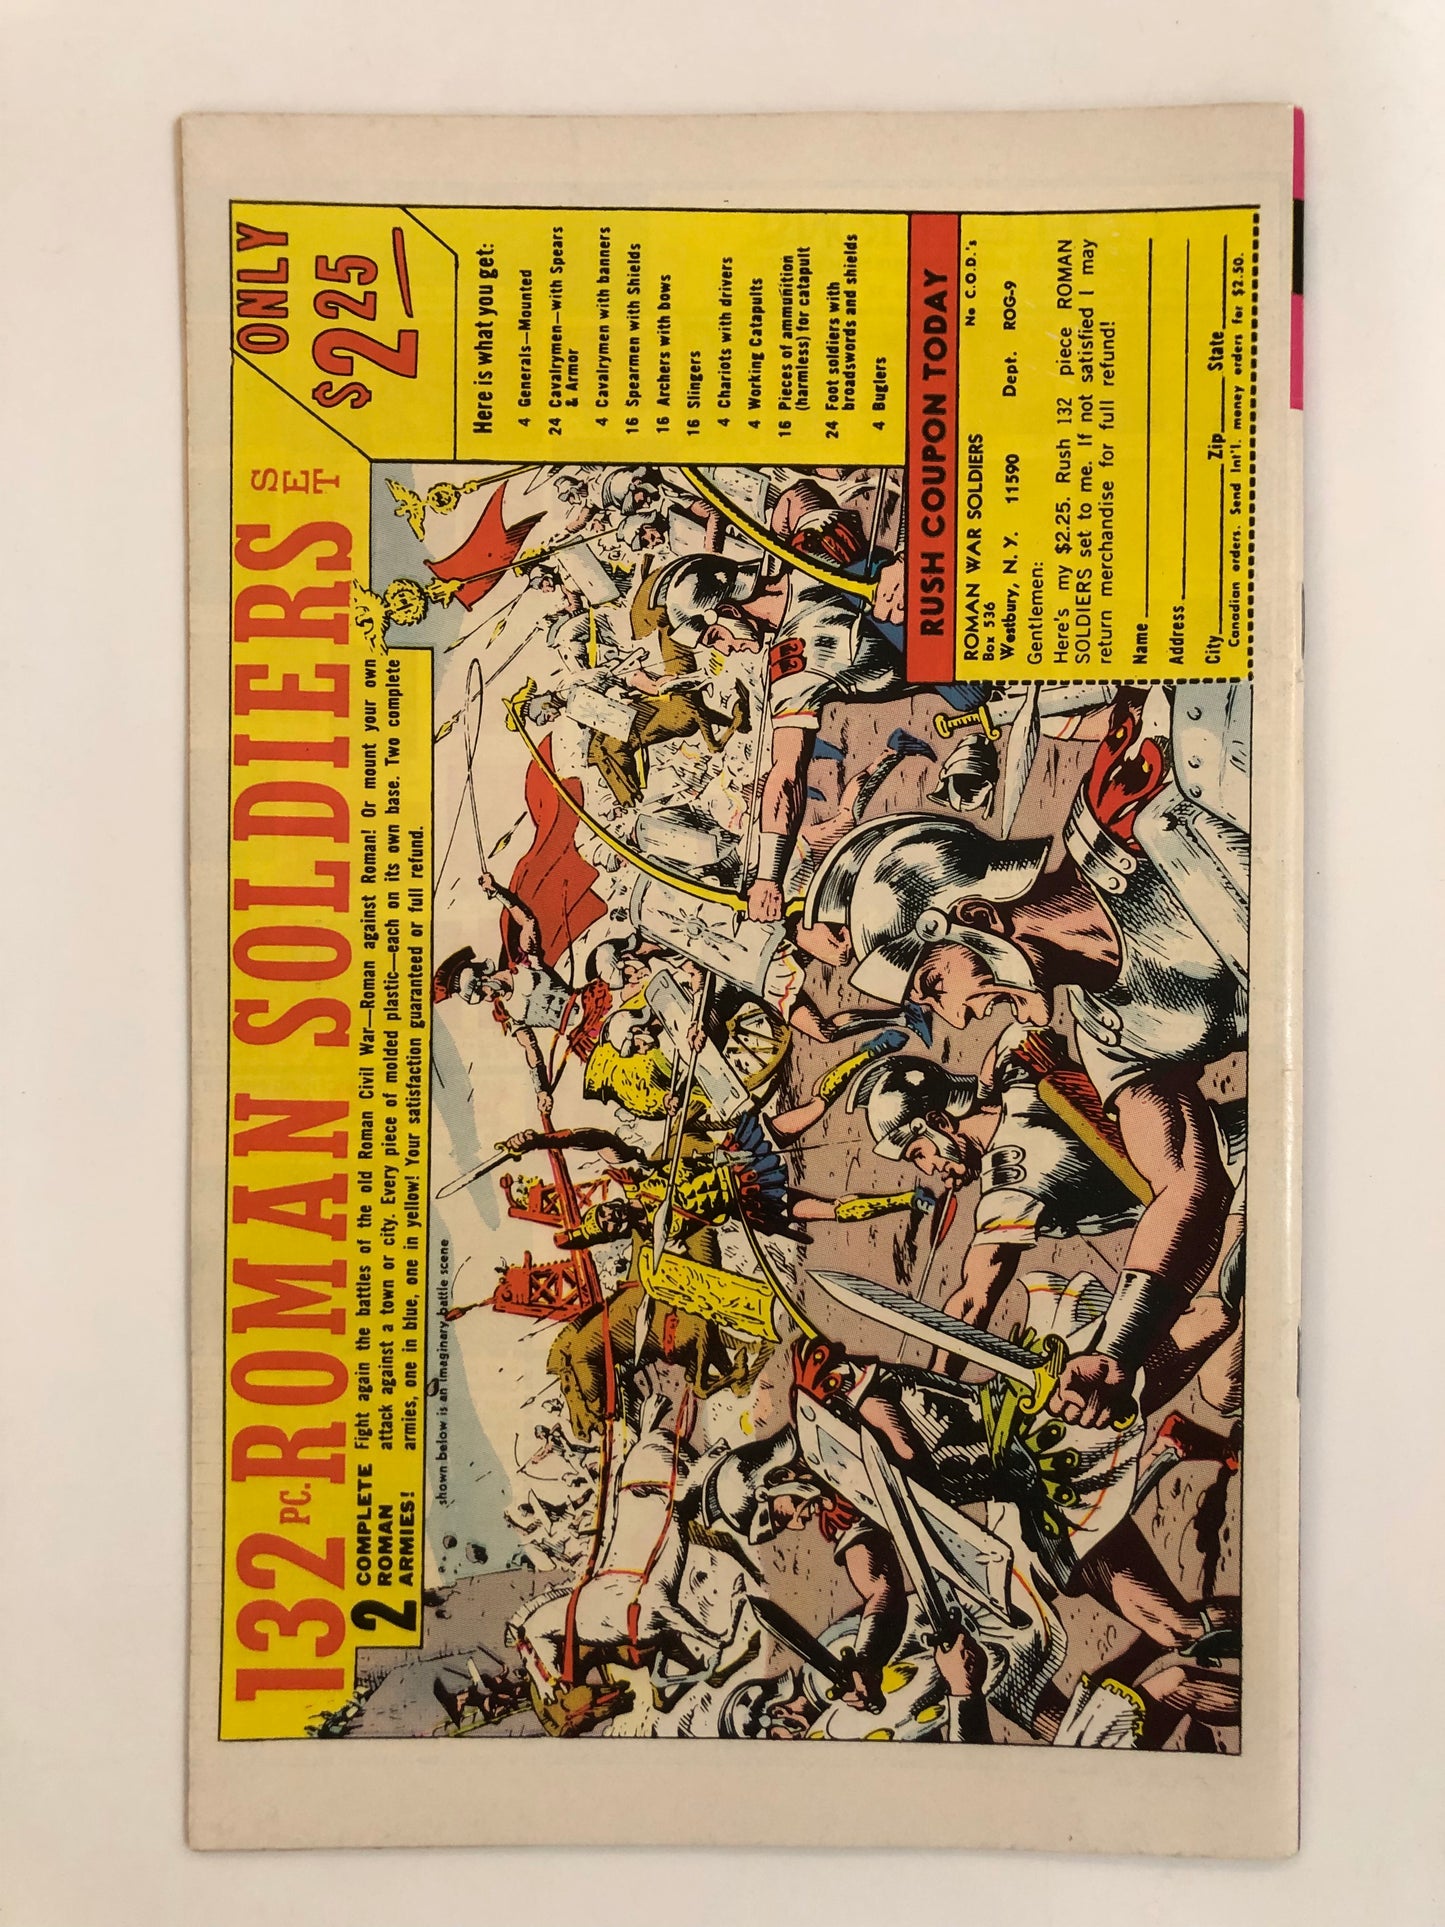 132 PC. ROMAN SOLDIERS SET
ONLY
$2.25
2 COMPLETE ROMAN ARMIES!
Fight again the battles of the old Roman Civil War—Roman against Roman! Or mount your own
attack against a town or city. Every piece of molded plastic—each on its own base. Two complete
armies, one in blue, one in yellow! Your satisfaction guaranteed or full refund.
shown below is an imaginary battle scene
Here is what you get:
4 Generals—Mounted
24 Cavalrymen—with Spears
& Armor
4 Cavalrymen with banners
16 Spearmen with Shields
16 Archers with bows
16 Slingers
4 Chariots with drivers
4 Working Catapults
16 Pieces of ammunition
(harmless) for catapult
24 Foot soldiers with
broadswords and shields
4 Buglers
RUSH COUPON TODAY
ROMAN WAR SOLDIERS No C.O.D.'s
Box 536
Westbury, N. Y. 11590 Dept. ROG-9
Gentlemen:
Here's my $2.25. Rush 132 piece ROMAN
SOLDIERS set to me. If not satisfied I may
return merchandise for full refund!
Name
Address
City Zip State
Canadian orders. Send Int'l. money orders for $2.50.